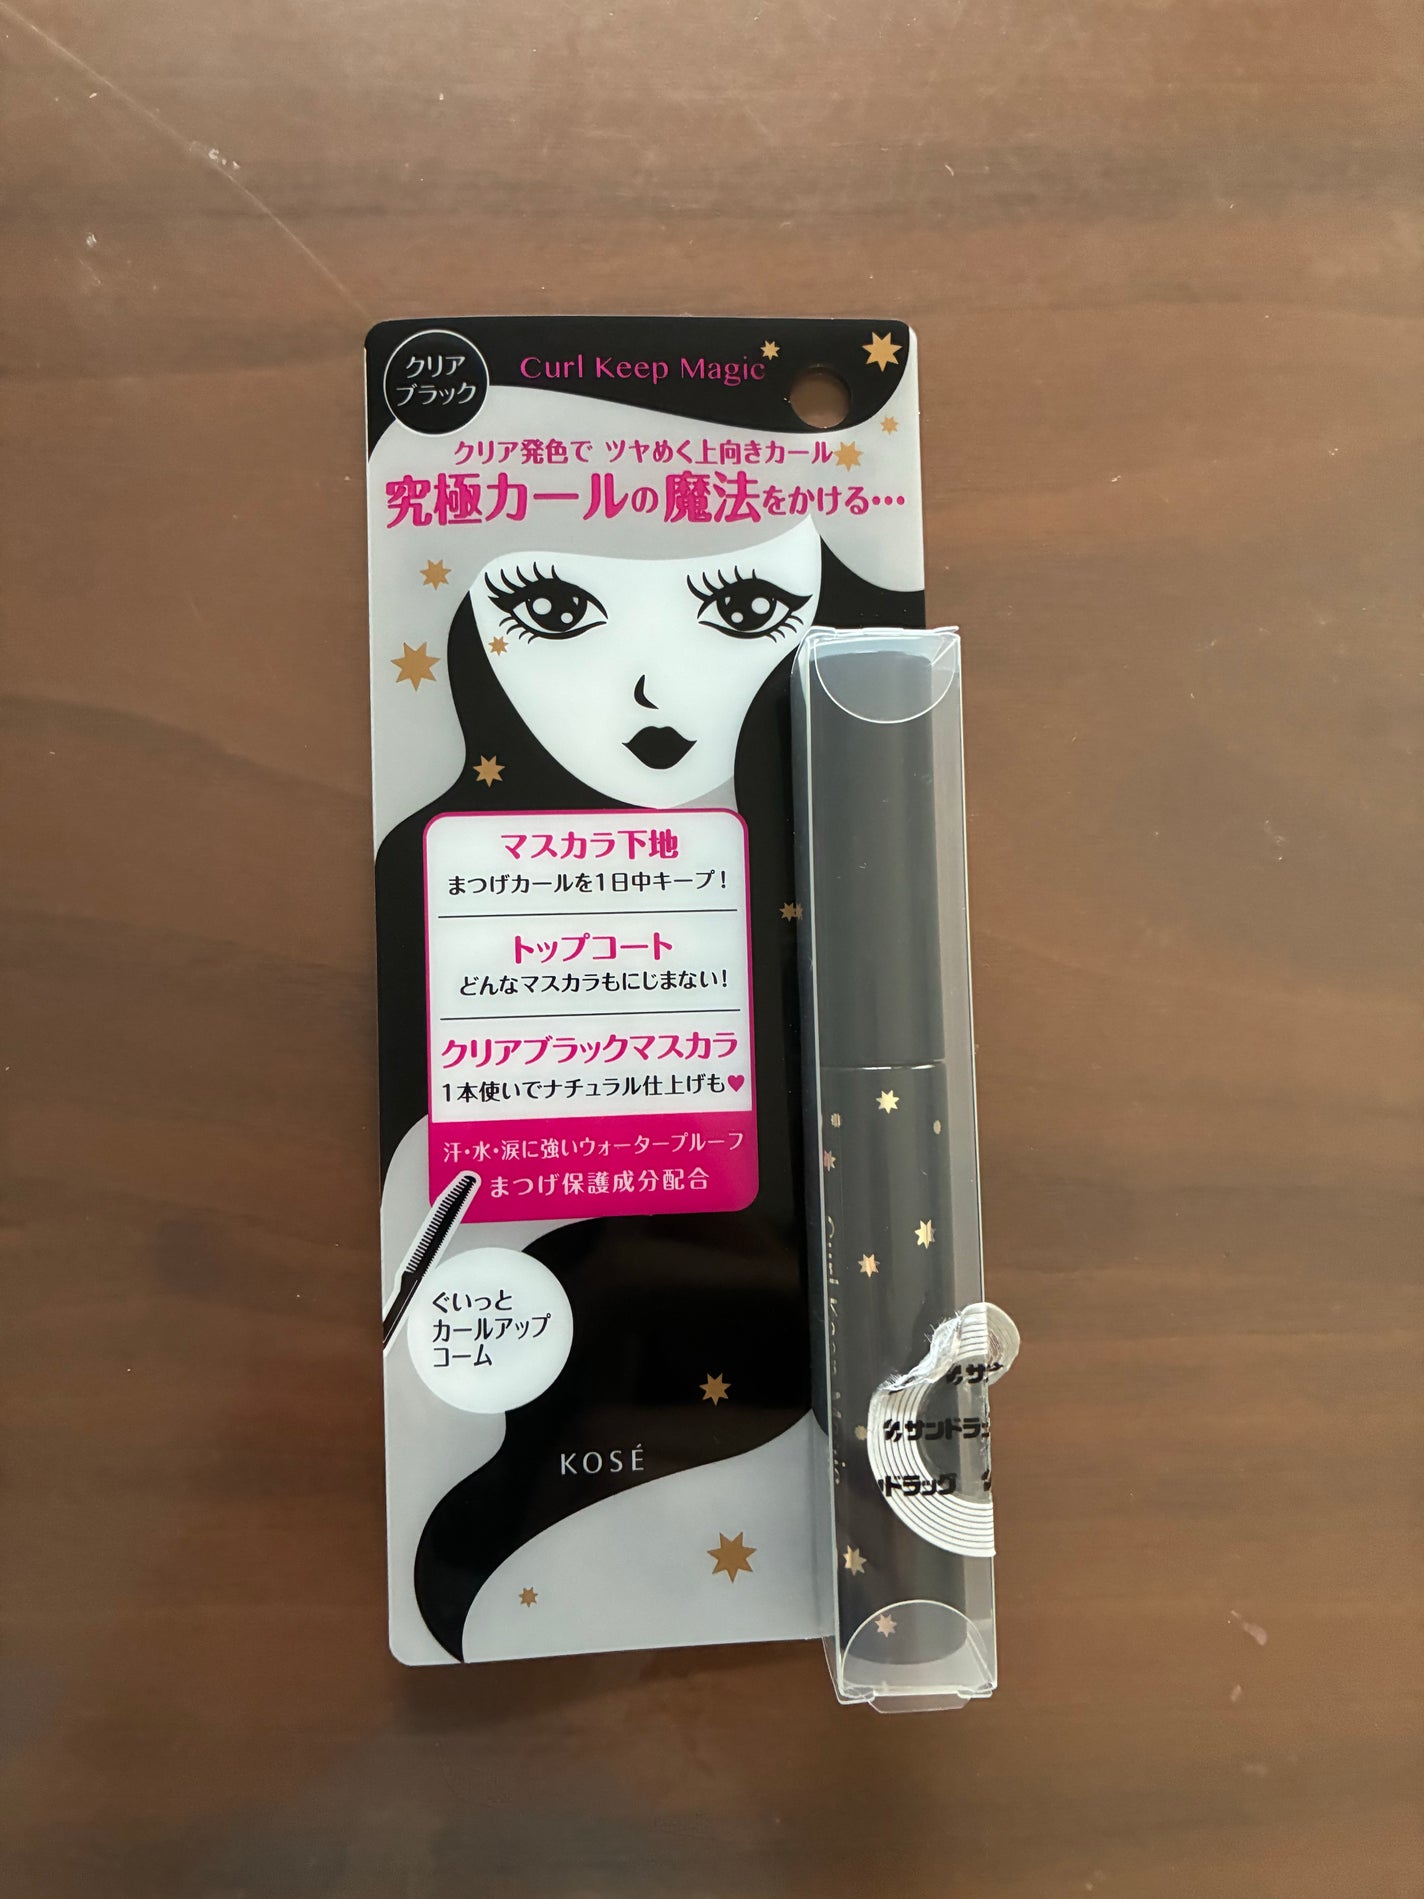 クリア
ブラック
Curl Keep Magic
クリア発色で ツヤめく上向きカール
究極カールの魔法をかける…
マスカラ下地
まつげカールを1日中キープ!
トップコート
どんなマスカラもにじまない!
クリアブラックマスカラ
1本使いでナチュラル仕上げも♥
汗・水・涙に強いウォータープルーフ
まつげ保護成分配合
ぐいっと
カールアップ
コーム
KOSÉ
Curl Keep Magic
サンドラ
ドラッグ